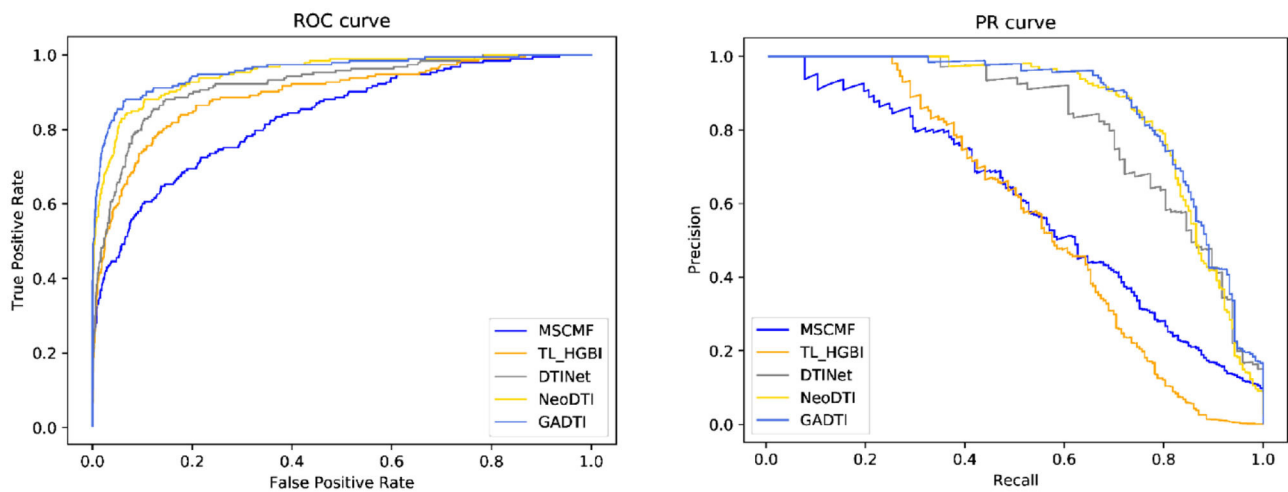 ROC curve
1.0
0.8
0.6
0.4
0.2
0.0
True Positive Rate
MSCMF
TL_HGBI
DTINet
NeoDTI
GADTI
0.0 0.2 0.4 0.6 0.8 1.0
False Positive Rate
PR curve
1.0
0.8
0.6
0.4
0.2
0.0
Precision
MSCMF
TL_HGBI
DTINet
NeoDTI
GADTI
0.0 0.2 0.4 0.6 0.8 1.0
Recall